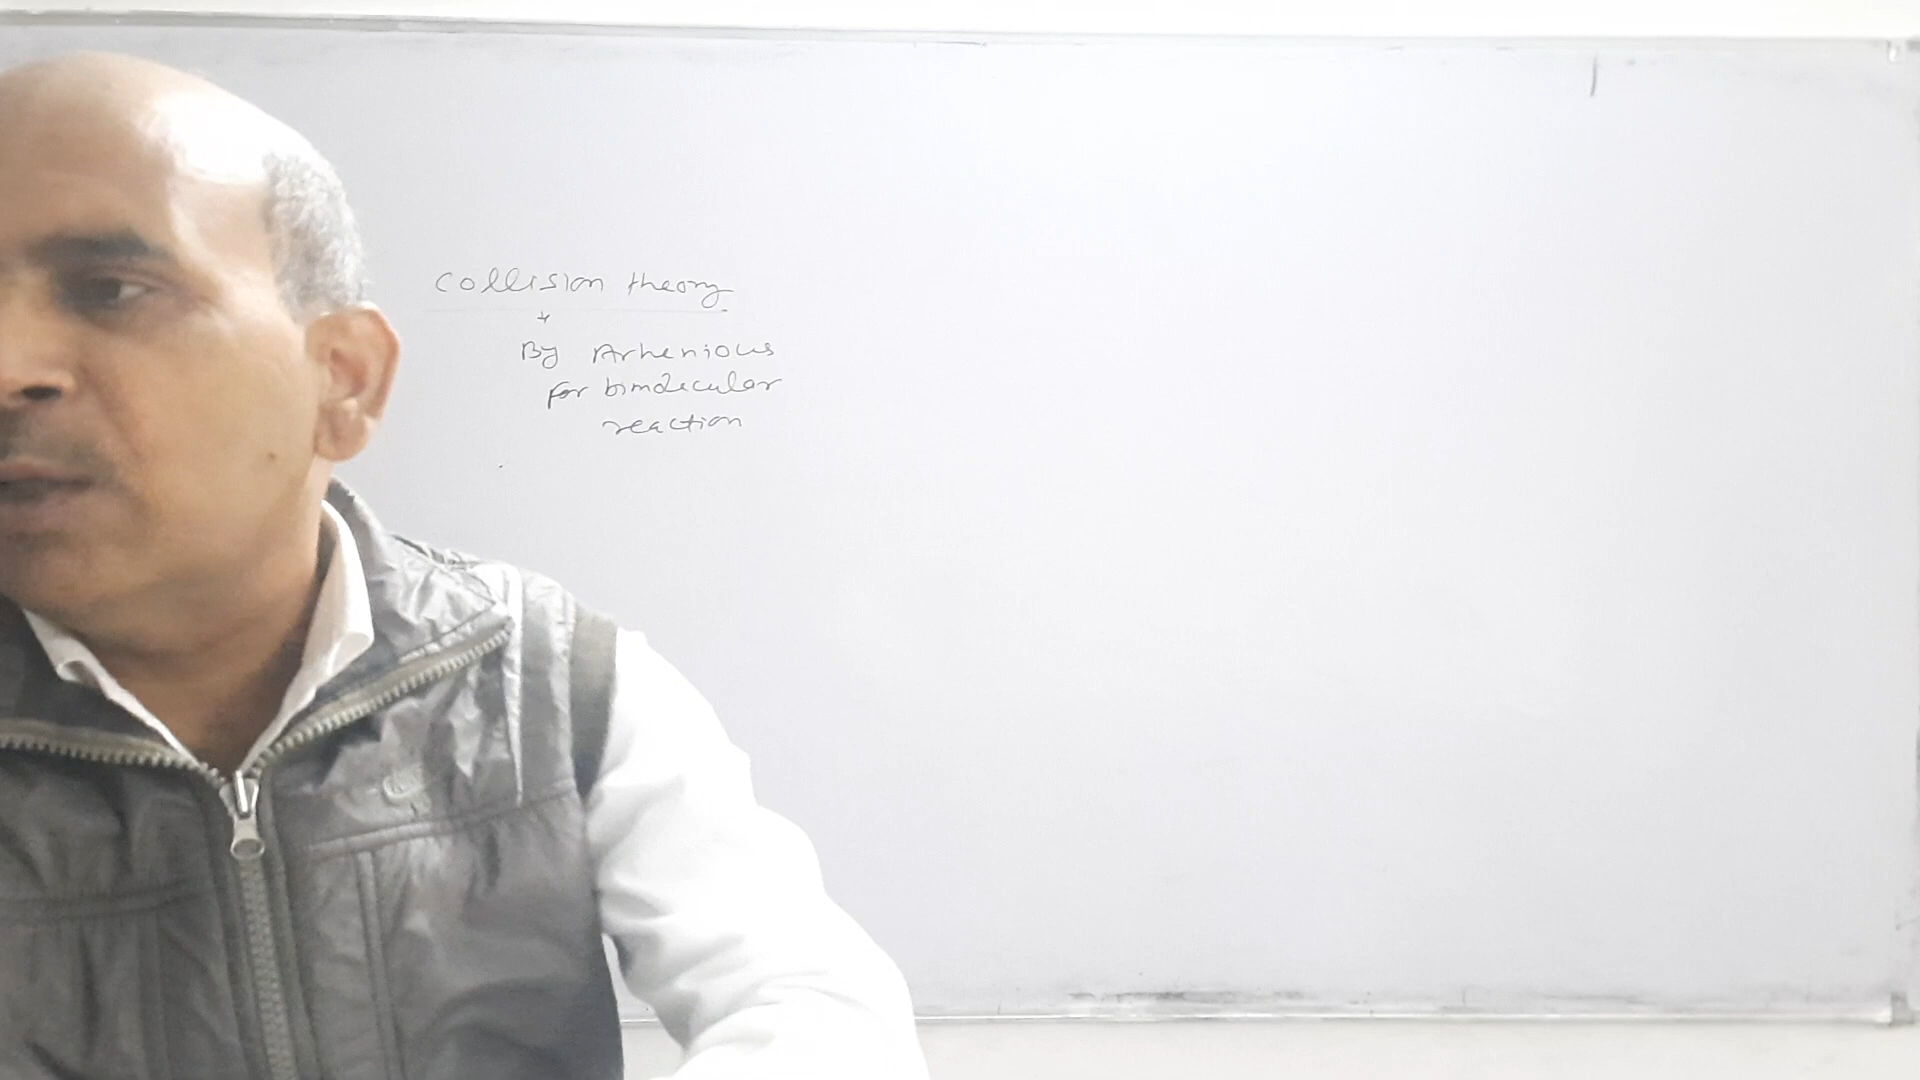 Collision theory
By Arhenious
for bimolecular
reaction